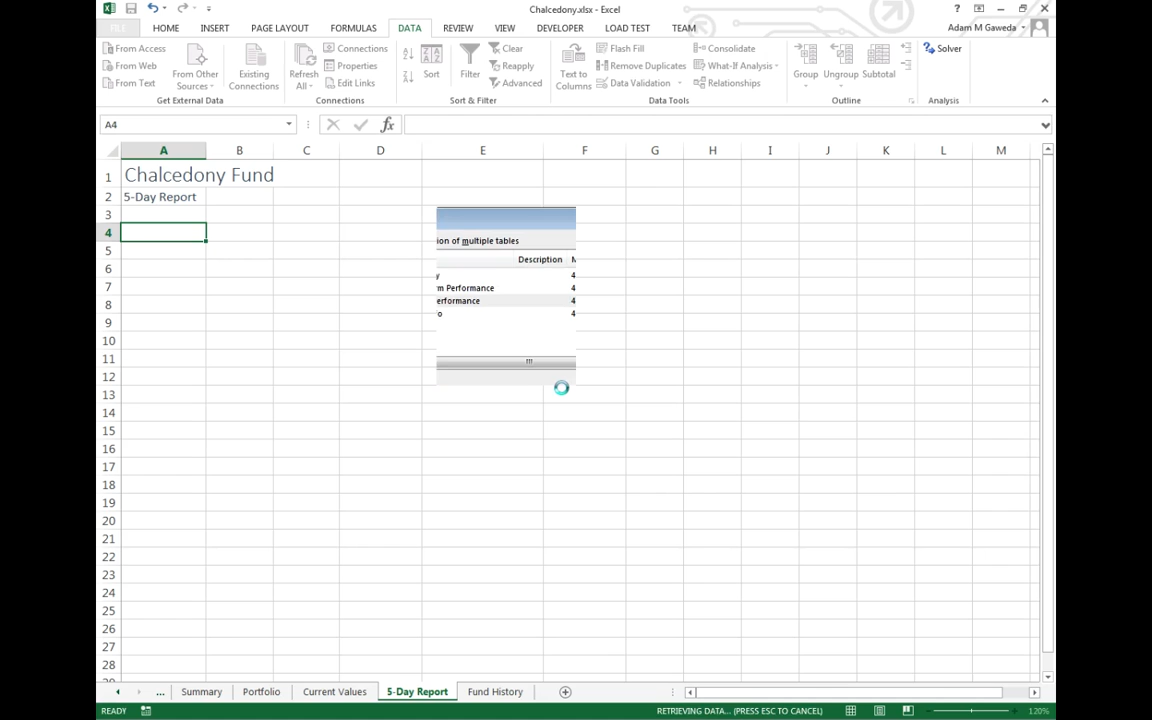 Chalcedony.xlsx - Excel
?
FILE HOME INSERT PAGE LAYOUT FORMULAS DATA REVIEW VIEW DEVELOPER LOAD TEST TEAM Adam M Gaweda
From Access
From Web
From Text
From Other
Sources
Existing
Connections
Get External Data
Refresh
All
Connections
Properties
Edit Links
Connections
Sort
Filter
Clear
Reapply
Advanced
Sort & Filter
Text to
Columns
Flash Fill
Remove Duplicates
Data Validation
Consolidate
What-If Analysis
Relationships
Data Tools
Group
Ungroup
Subtotal
Outline
Solver
Analysis
A4 fx
A B C D E F G H I J K L M
1 Chalcedony Fund
2 5-Day Report
3
4
5
6
7
8
9
10
11
12
13
14
15
16
17
18
19
20
21
22
23
24
25
26
27
28
ion of multiple tables
Description
y 4
m Performance 4
erformance 4
o 4
... Summary Portfolio Current Values 5-Day Report Fund History
READY RETRIEVING DATA... (PRESS ESC TO CANCEL) 120%